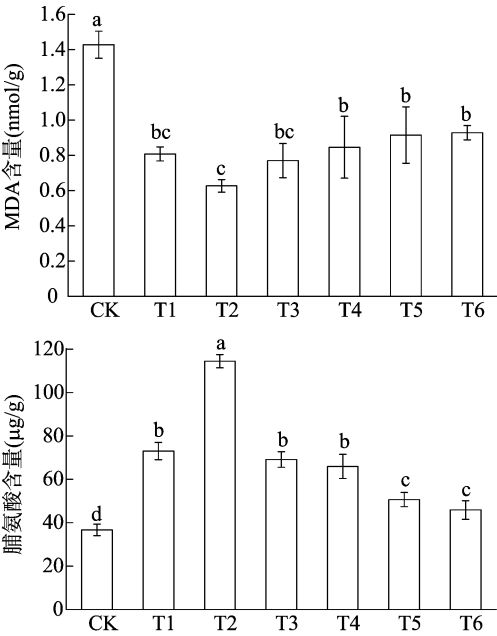 MDA含量(nmol/g)
1.6
1.4
1.2
1.0
0.8
0.6
0.4
0.2
0
a
bc
c
bc
b
b
b
CK T1 T2 T3 T4 T5 T6
脯氨酸含量(μg/g)
120
100
80
60
40
20
0
d
b
a
b
b
c
c
CK T1 T2 T3 T4 T5 T6